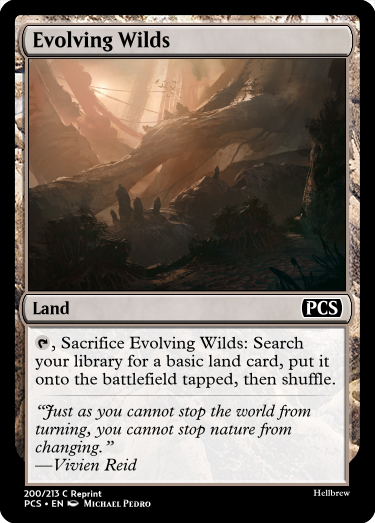 Evolving Wilds
Land
PCS
, Sacrifice Evolving Wilds: Search
your library for a basic land card, put it
onto the battlefield tapped, then shuffle.
“Just as you cannot stop the world from
turning, you cannot stop nature from
changing.”
—Vivien Reid
200/213 C Reprint
Hellbrew
PCS • EN Michael Pedro